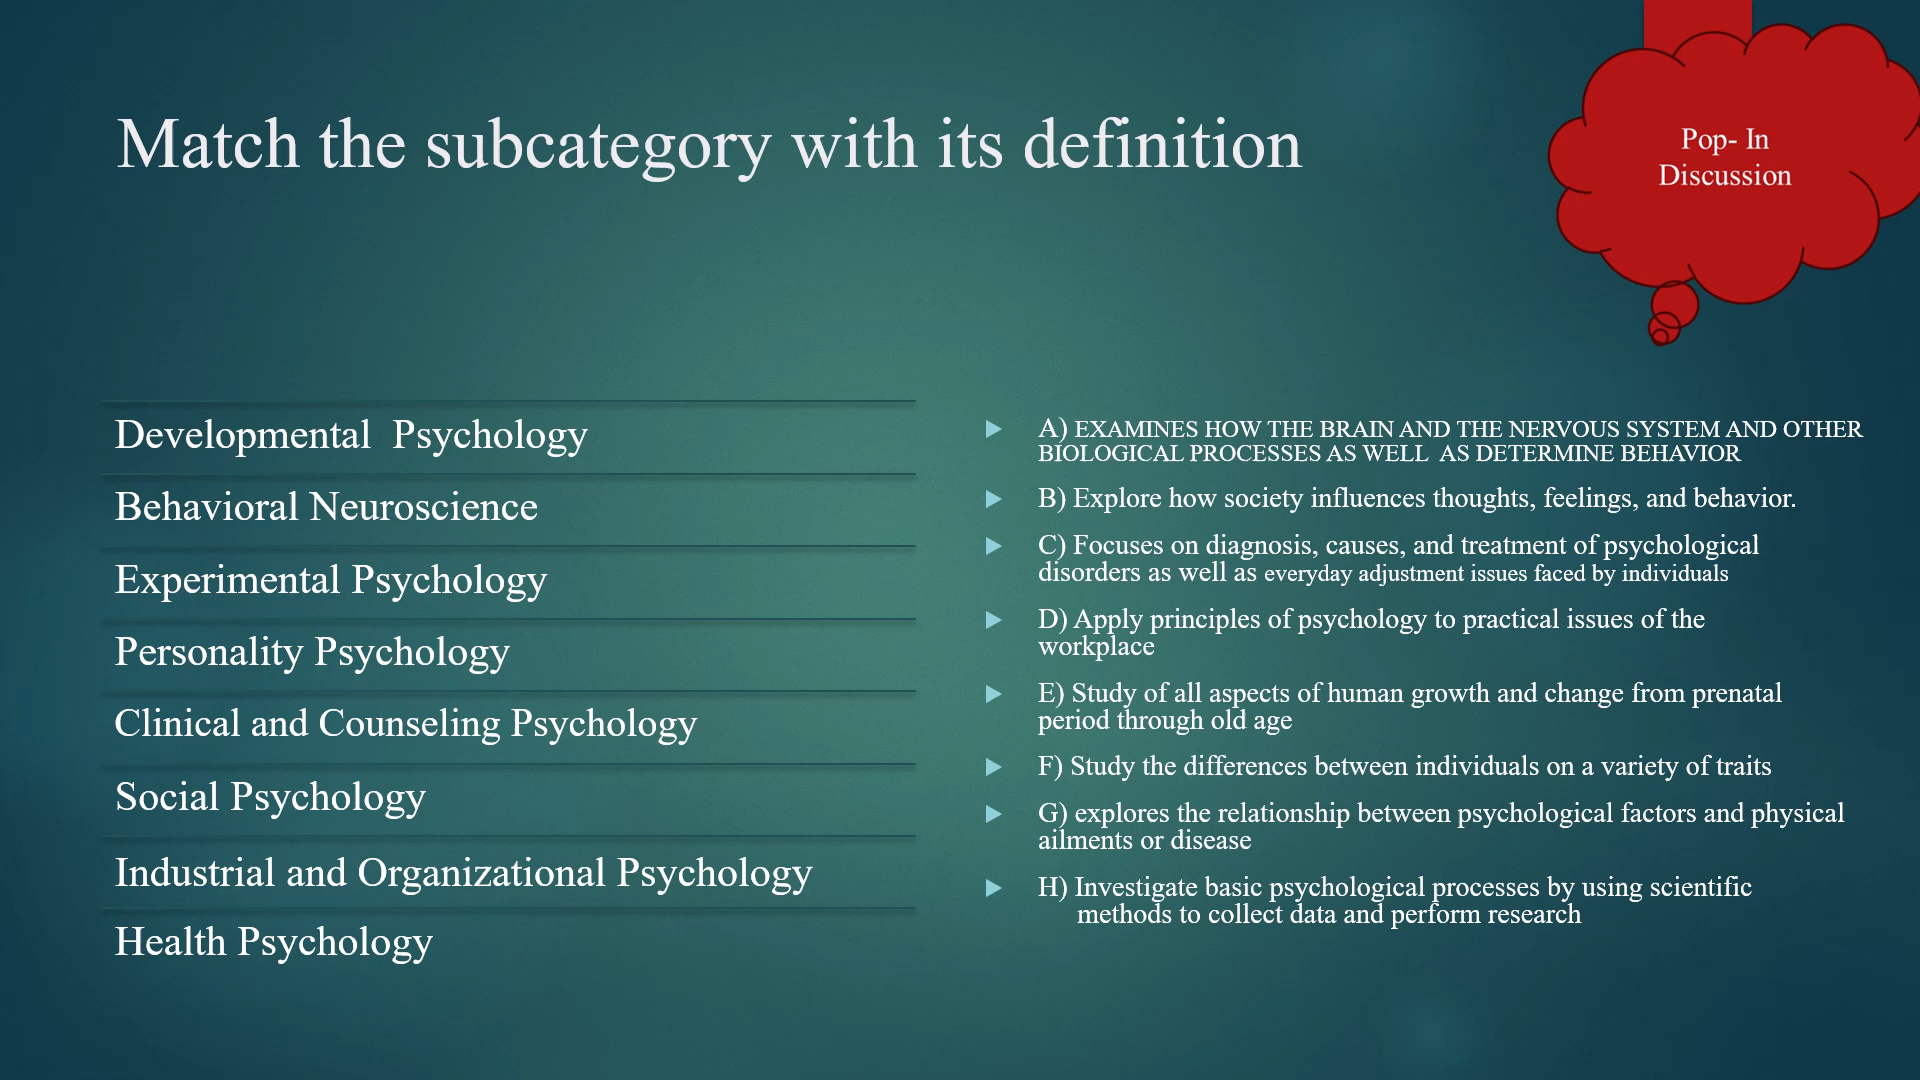 Match the subcategory with its definition
Pop- In
Discussion
Developmental  Psychology
Behavioral Neuroscience
Experimental Psychology
Personality Psychology
Clinical and Counseling Psychology
Social Psychology
Industrial and Organizational Psychology
Health Psychology
A) EXAMINES HOW THE BRAIN AND THE NERVOUS SYSTEM AND OTHER
BIOLOGICAL PROCESSES AS WELL  AS DETERMINE BEHAVIOR
B) Explore how society influences thoughts, feelings, and behavior.
C) Focuses on diagnosis, causes, and treatment of psychological
disorders as well as everyday adjustment issues faced by individuals
D) Apply principles of psychology to practical issues of the
workplace
E) Study of all aspects of human growth and change from prenatal
period through old age
F) Study the differences between individuals on a variety of traits
G) explores the relationship between psychological factors and physical
ailments or disease
H) Investigate basic psychological processes by using scientific
methods to collect data and perform research